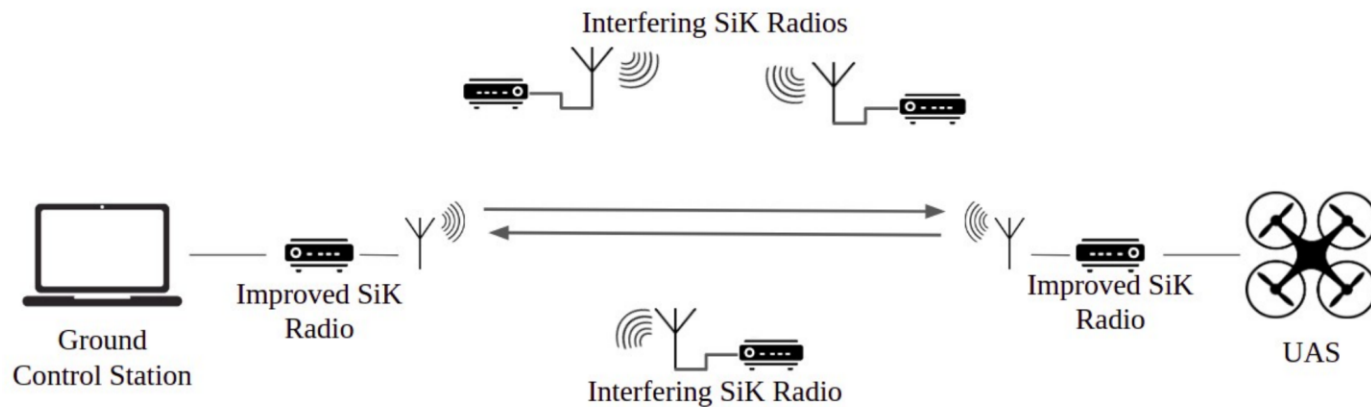 Interfering SiK Radios
Improved SiK
Radio
Improved SiK
Radio
Ground
Control Station
UAS
Interfering SiK Radio